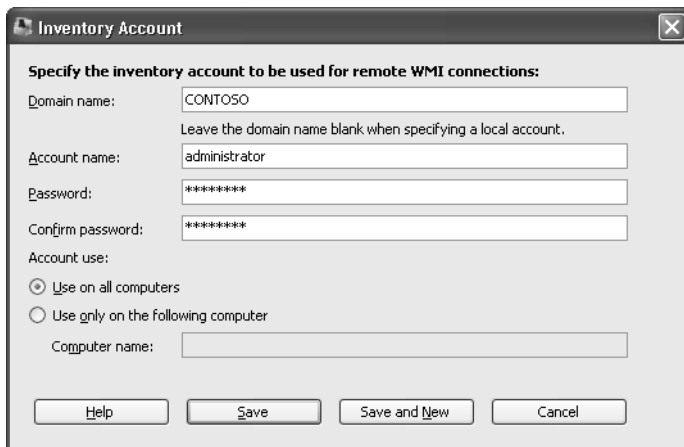 Inventory Account
Specify the inventory account to be used for remote WMI connections:
Domain name: CONTOSO
Leave the domain name blank when specifying a local account.
Account name: administrator
Password: ********
Confirm password: ********
Account use:
Use on all computers
Use only on the following computer
Computer name:
Help Save Save and New Cancel